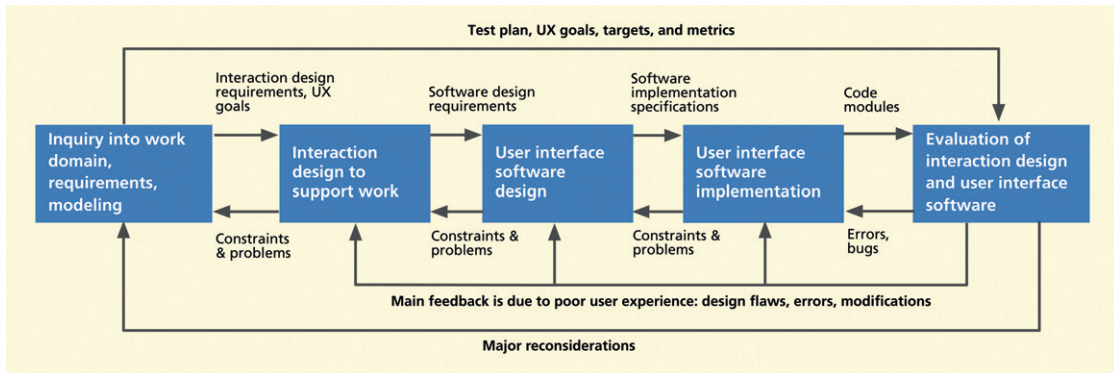 Test plan, UX goals, targets, and metrics
Interaction design
requirements, UX
goals
Software design
requirements
Software
implementation
specifications
Code
modules
Inquiry into work
domain,
requirements,
modeling
Interaction
design to
support work
User interface
software
design
User interface
software
implementation
Evaluation of
interaction design
and user interface
software
Constraints
& problems
Constraints &
problems
Constraints &
problems
Errors,
bugs
Main feedback is due to poor user experience: design flaws, errors, modifications
Major reconsiderations